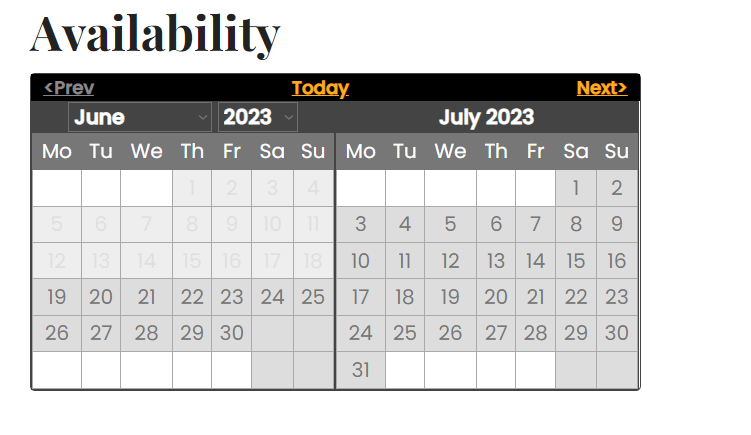 Availability
<Prev Today Next>
June 2023 July 2023
Mo Tu We Th Fr Sa Su Mo Tu We Th Fr Sa Su
1 2 3 4 1 2
5 6 7 8 9 10 11 3 4 5 6 7 8 9
12 13 14 15 16 17 18 10 11 12 13 14 15 16
19 20 21 22 23 24 25 17 18 19 20 21 22 23
26 27 28 29 30 24 25 26 27 28 29 30
31